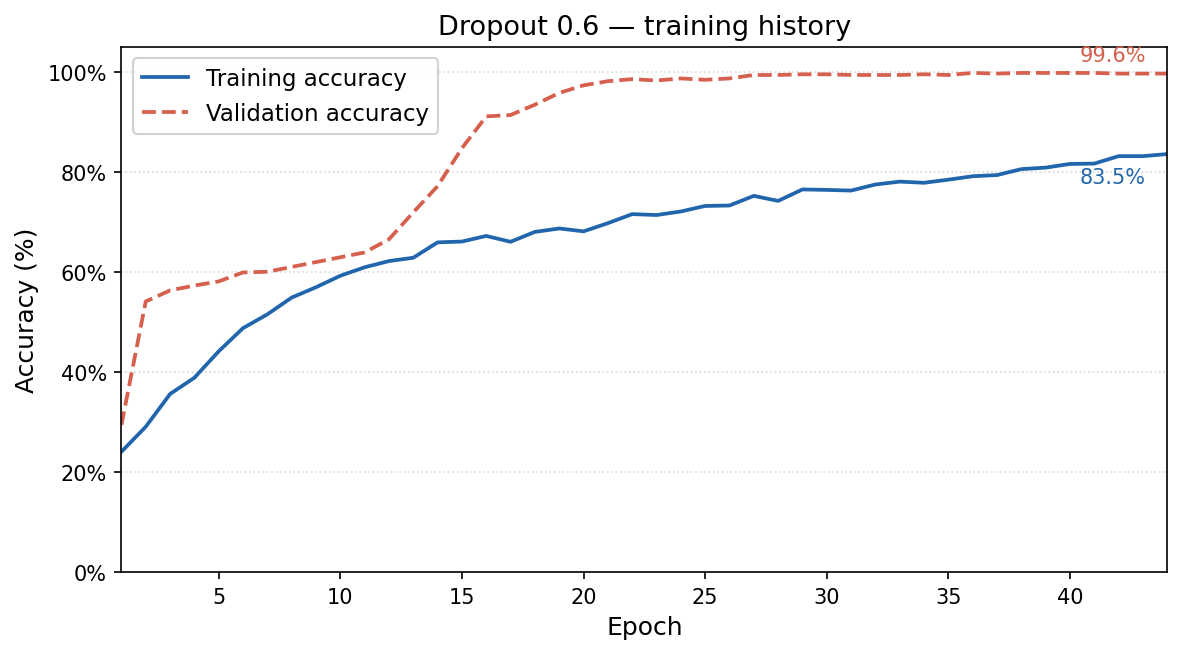 Dropout 0.6 — training history
Training accuracy
Validation accuracy
99.6%
83.5%
Accuracy (%)
100%
80%
60%
40%
20%
0%
5 10 15 20 25 30 35 40
Epoch